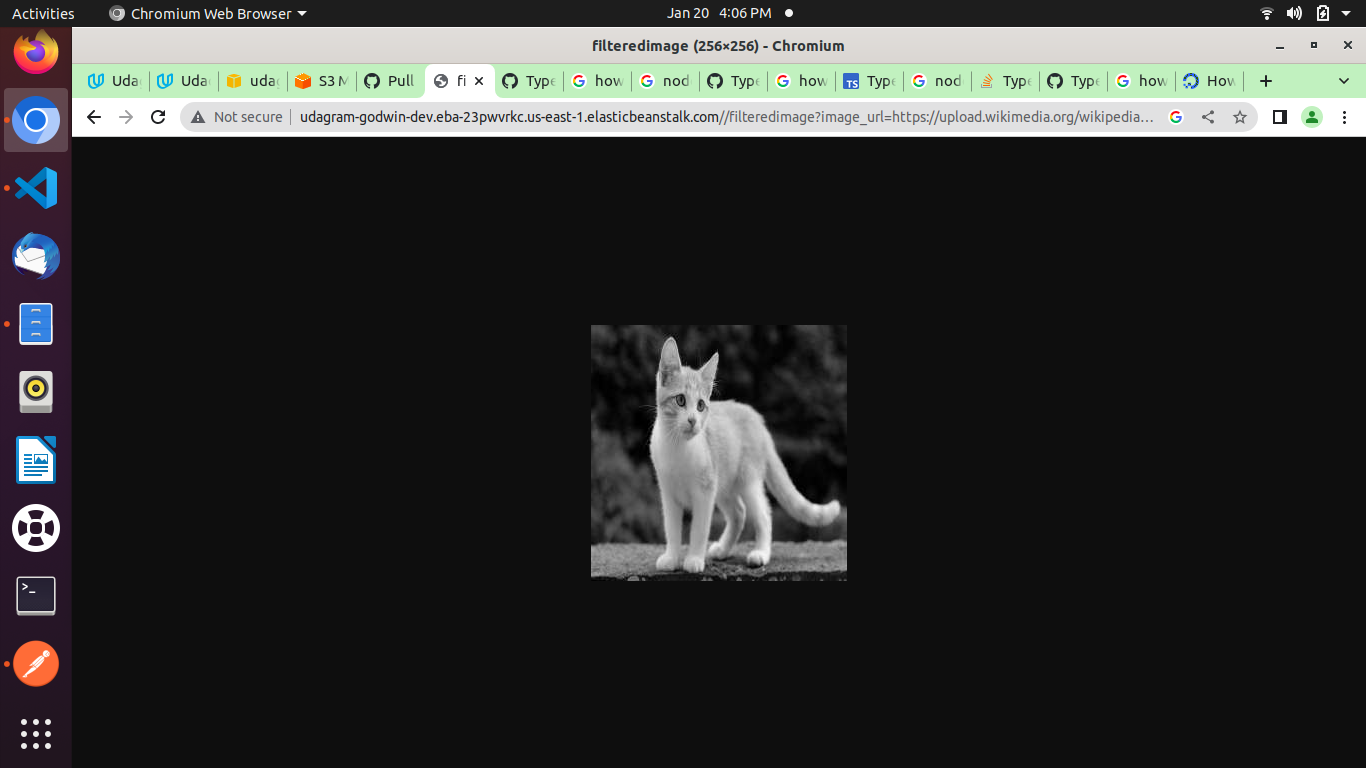 Activities Chromium Web Browser Jan 20 4:06 PM
filteredimage (256×256) - Chromium
Uda Uda uda S3 M Pull fi Type how nod Type how Type nod Type Type how How
Not secure udagram-godwin-dev.eba-23pwvrkc.us-east-1.elasticbeanstalk.com//filteredimage?image_url=https://upload.wikimedia.org/wikipedia…
TS
>_